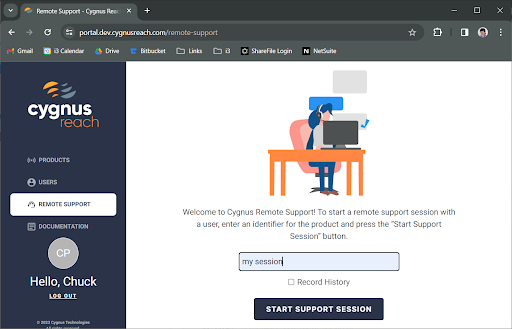 Remote Support - Cygnus Reac
portal.dev.cygnusreach.com/remote-support
Gmail
i3 Calendar
Drive
Bitbucket
Links
i3
ShareFile Login
NetSuite
cygnus
reach
PRODUCTS
USERS
REMOTE SUPPORT
DOCUMENTATION
CP
Hello, Chuck
LOG OUT
© 2023 Cygnus Technologies
All rights reserved
Welcome to Cygnus Remote Support! To start a remote support session with
a user, enter an identifier for the product and press the “Start Support
Session” button.
my session
Record History
START SUPPORT SESSION